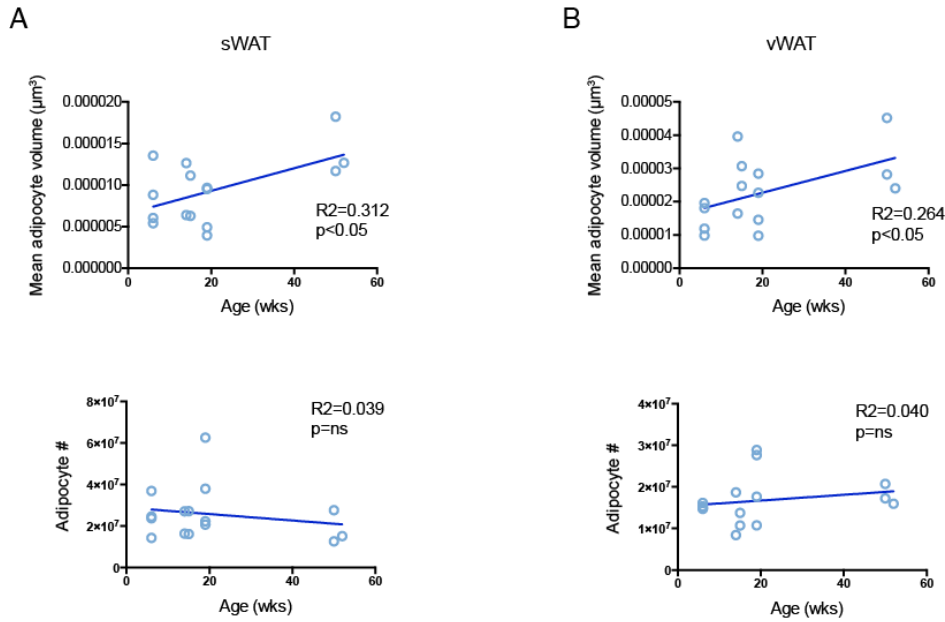 A
sWAT
Mean adipocyte volume (µm³)
0.000020
0.000015
0.000010
0.000005
0.000000
0
20
40
60
Age (wks)
R2=0.312
p<0.05
B
vWAT
Mean adipocyte volume (µm³)
0.00005
0.00004
0.00003
0.00002
0.00001
0.00000
0
20
40
60
Age (wks)
R2=0.264
p<0.05
Adipocyte #
8×10⁷
6×10⁷
4×10⁷
2×10⁷
0
0
20
40
60
Age (wks)
R2=0.039
p=ns
Adipocyte #
4×10⁷
3×10⁷
2×10⁷
1×10⁷
0
0
20
40
60
Age (wks)
R2=0.040
p=ns